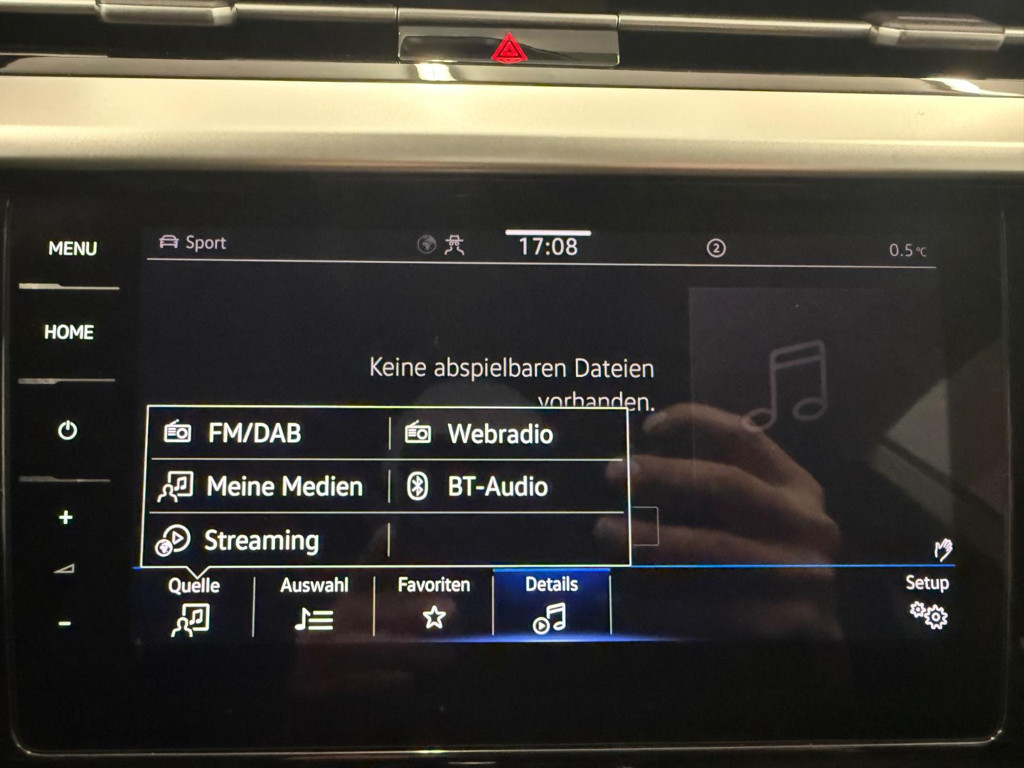 MENU
Sport
17:08
2
0.5°C
HOME
Keine abspielbaren Dateien
vorhanden.
FM/DAB
Webradio
Meine Medien
BT-Audio
Streaming
Quelle
Auswahl
Favoriten
Details
Setup
+
-